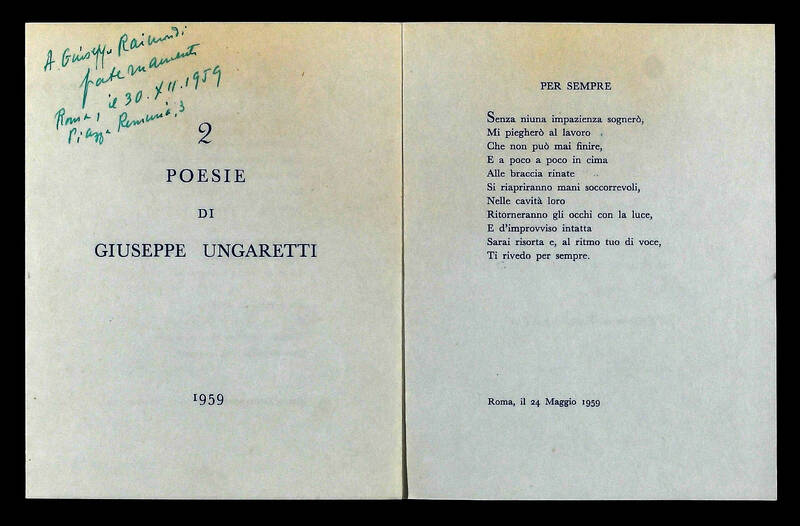 A Giuseppe Raimondi
fraternamente
Roma, il 30.XII.1959
Piazza Remuria, 3
2
POESIE
DI
GIUSEPPE UNGARETTI
1959
PER SEMPRE
Senza niuna impazienza sognerò,
Mi piegherò al lavoro
Che non può mai finire,
E a poco a poco in cima
Alle braccia rinate
Si riapriranno mani soccorrevoli,
Nelle cavità loro
Ritorneranno gli occhi con la luce,
E d'improvviso intatta
Sarai risorta e, al ritmo tuo di voce,
Ti rivedo per sempre.
Roma, il 24 Maggio 1959